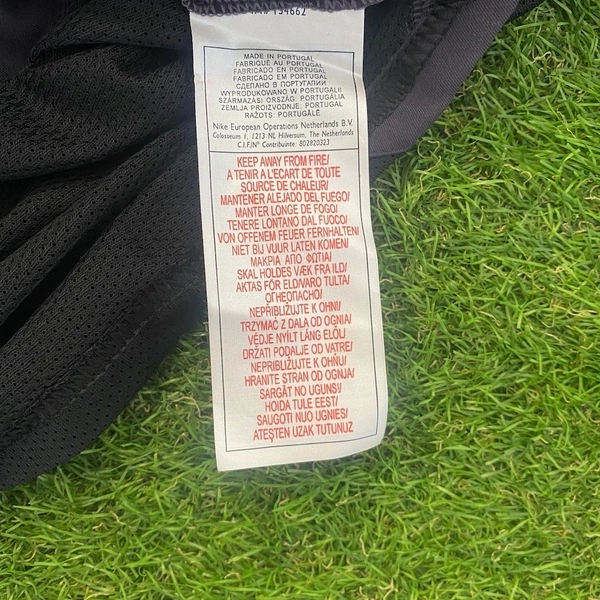 MADE IN PORTUGAL
FABRIQUÉ AU PORTUGAL
FABRICADO EN PORTUGAL
FABRICADO EM PORTUGAL
СДЕЛАНО В ПОРТУГАЛИИ
WYPRODUKOWANO W PORTUGALII
SZÁRMAZÁSI ORSZÁG: PORTUGÁLIA
ZEMLJA PROIZVODNJE: PORTUGAL
RAŽOTS: PORTUGĀLE
Nike European Operations Netherlands B.V.
Colosseum 1, 1213 NL Hilversum, The Netherlands
C.I.F/N° Contribuinte: 802820323
KEEP AWAY FROM FIRE/
A TENIR A L'ECART DE TOUTE
SOURCE DE CHALEUR/
MANTENER ALEJADO DEL FUEGO/
MANTER LONGE DE FOGO/
TENERE LONTANO DAL FUOCO/
VON OFFENEM FEUER FERNHALTEN/
NIET BIJ VUUR LATEN KOMEN/
ΜΑΚΡΙΑ ΑΠΟ ΦΩΤΙΑ/
SKAL HOLDES VÆK FRA ILD/
AKTAS FÖR ELD/VARO TULTA/
ОГНЕОПАСНО/
NEPRIBLIŽUJTE K OHNI/
TRZYMAĆ Z DALA OD OGNIA/
VÉDJE NYÍLT LÁNG ELŐL/
DRŽATI PODALJE OD VATRE/
NEPRIBLIŽUJTE K OHŇU/
HRANITE STRAN OD OGNJA/
SARGĀT NO UGUNS/
HOIDA TULE EEST/
SAUGOTI NUO UGNIES/
ATEŞTEN UZAK TUTUNUZ